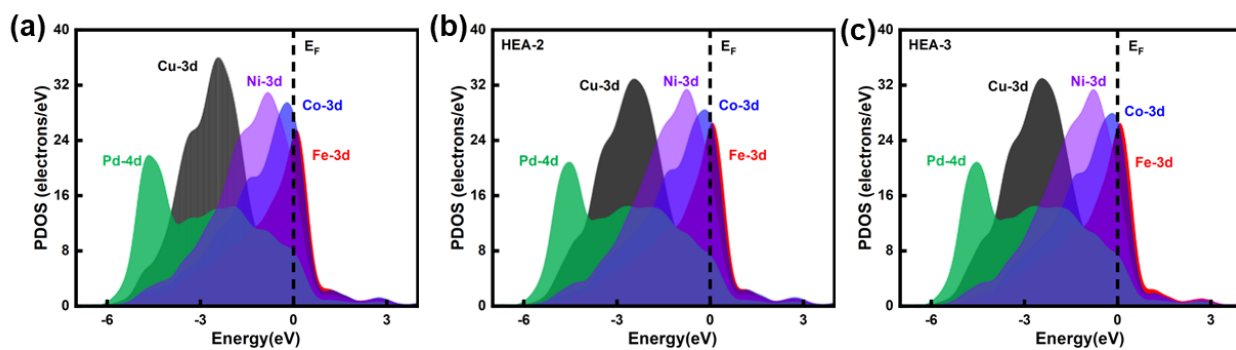 (a)
40
32
24
16
8
0
PDOS (electrons/eV)
Cu-3d
Ni-3d
Co-3d
Pd-4d
Fe-3d
E_F
-6
-3
0
3
Energy(eV)
(b)
40
32
24
16
8
0
PDOS (electrons/eV)
HEA-2
Cu-3d
Ni-3d
Co-3d
Pd-4d
Fe-3d
E_F
-6
-3
0
3
Energy(eV)
(c)
40
32
24
16
8
0
PDOS (electrons/eV)
HEA-3
Cu-3d
Ni-3d
Co-3d
Pd-4d
Fe-3d
E_F
-6
-3
0
3
Energy(eV)